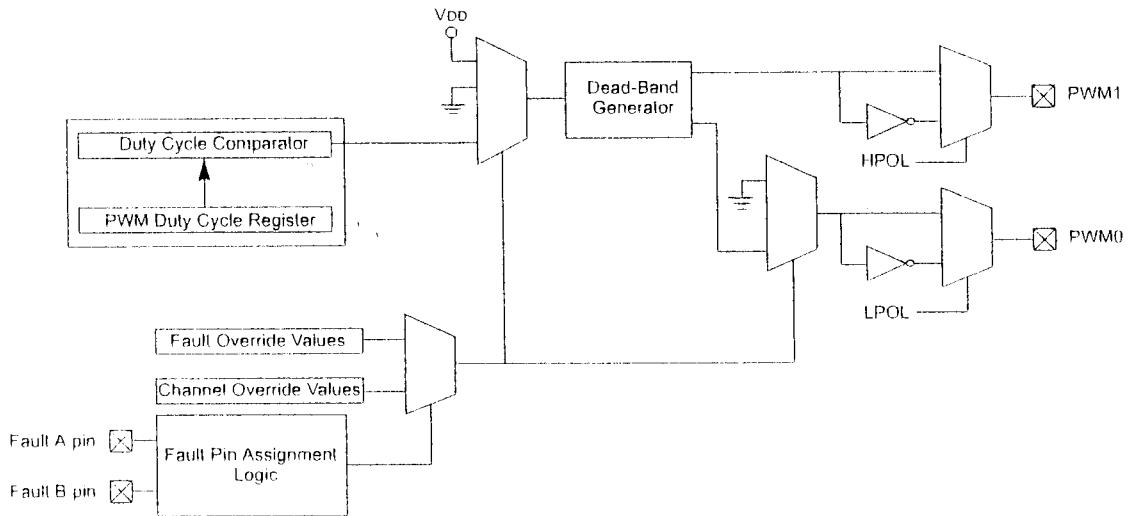 VDD
Dead-Band
Generator
PWM1
HPOL
Duty Cycle Comparator
PWM Duty Cycle Register
PWM0
LPOL
Fault Override Values
Channel Override Values
Fault A pin
Fault Pin Assignment
Logic
Fault B pin